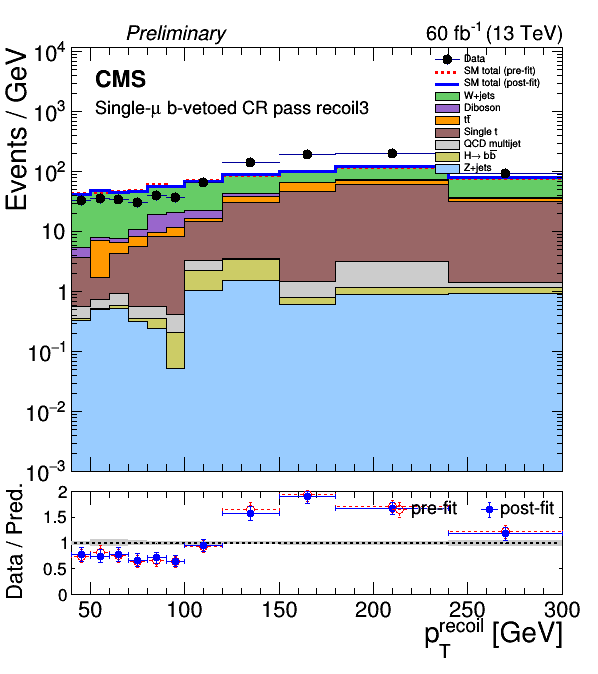 Preliminary 60 fb⁻¹ (13 TeV)
CMS
Single-μ b-vetoed CR pass recoil3
Data
SM total (pre-fit)
SM total (post-fit)
W+jets
Diboson
tt̅
Single t
QCD multijet
H→ bb̅
Z+jets
Events / GeV
10⁴
10³
10²
10
1
10⁻¹
10⁻²
10⁻³
Data / Pred.
2
1.5
1
0.5
0
pre-fit post-fit
50 100 150 200 250 300
p_T^recoil [GeV]